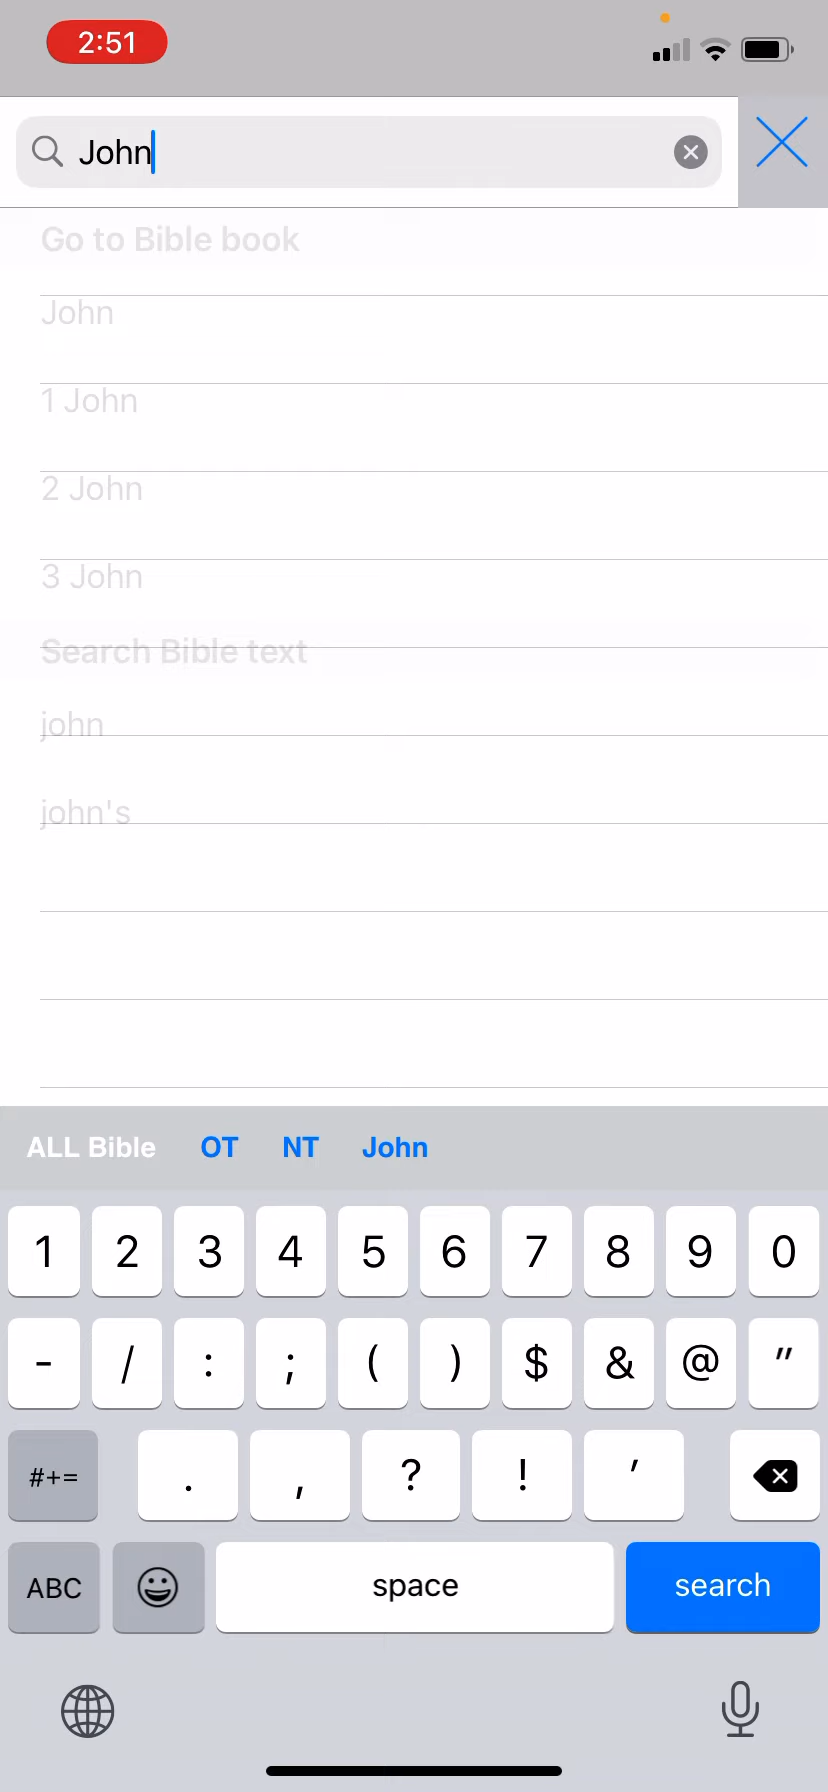 2:51
John
Go to Bible book
John
1 John
2 John
3 John
Search Bible text
john
john's
ALL Bible OT NT John
1 2 3 4 5 6 7 8 9 0
- / : ; ( ) $ & @ "
#+= . , ? ! '
ABC space search